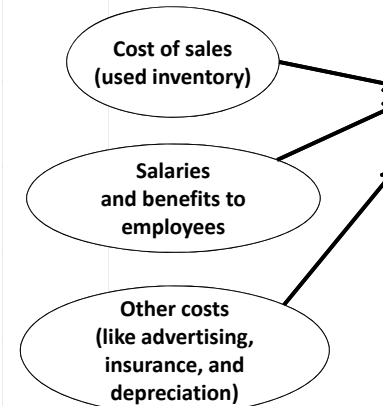 Cost of sales
(used inventory)
Salaries
and benefits to
employees
Other costs
(like advertising,
insurance, and
depreciation)